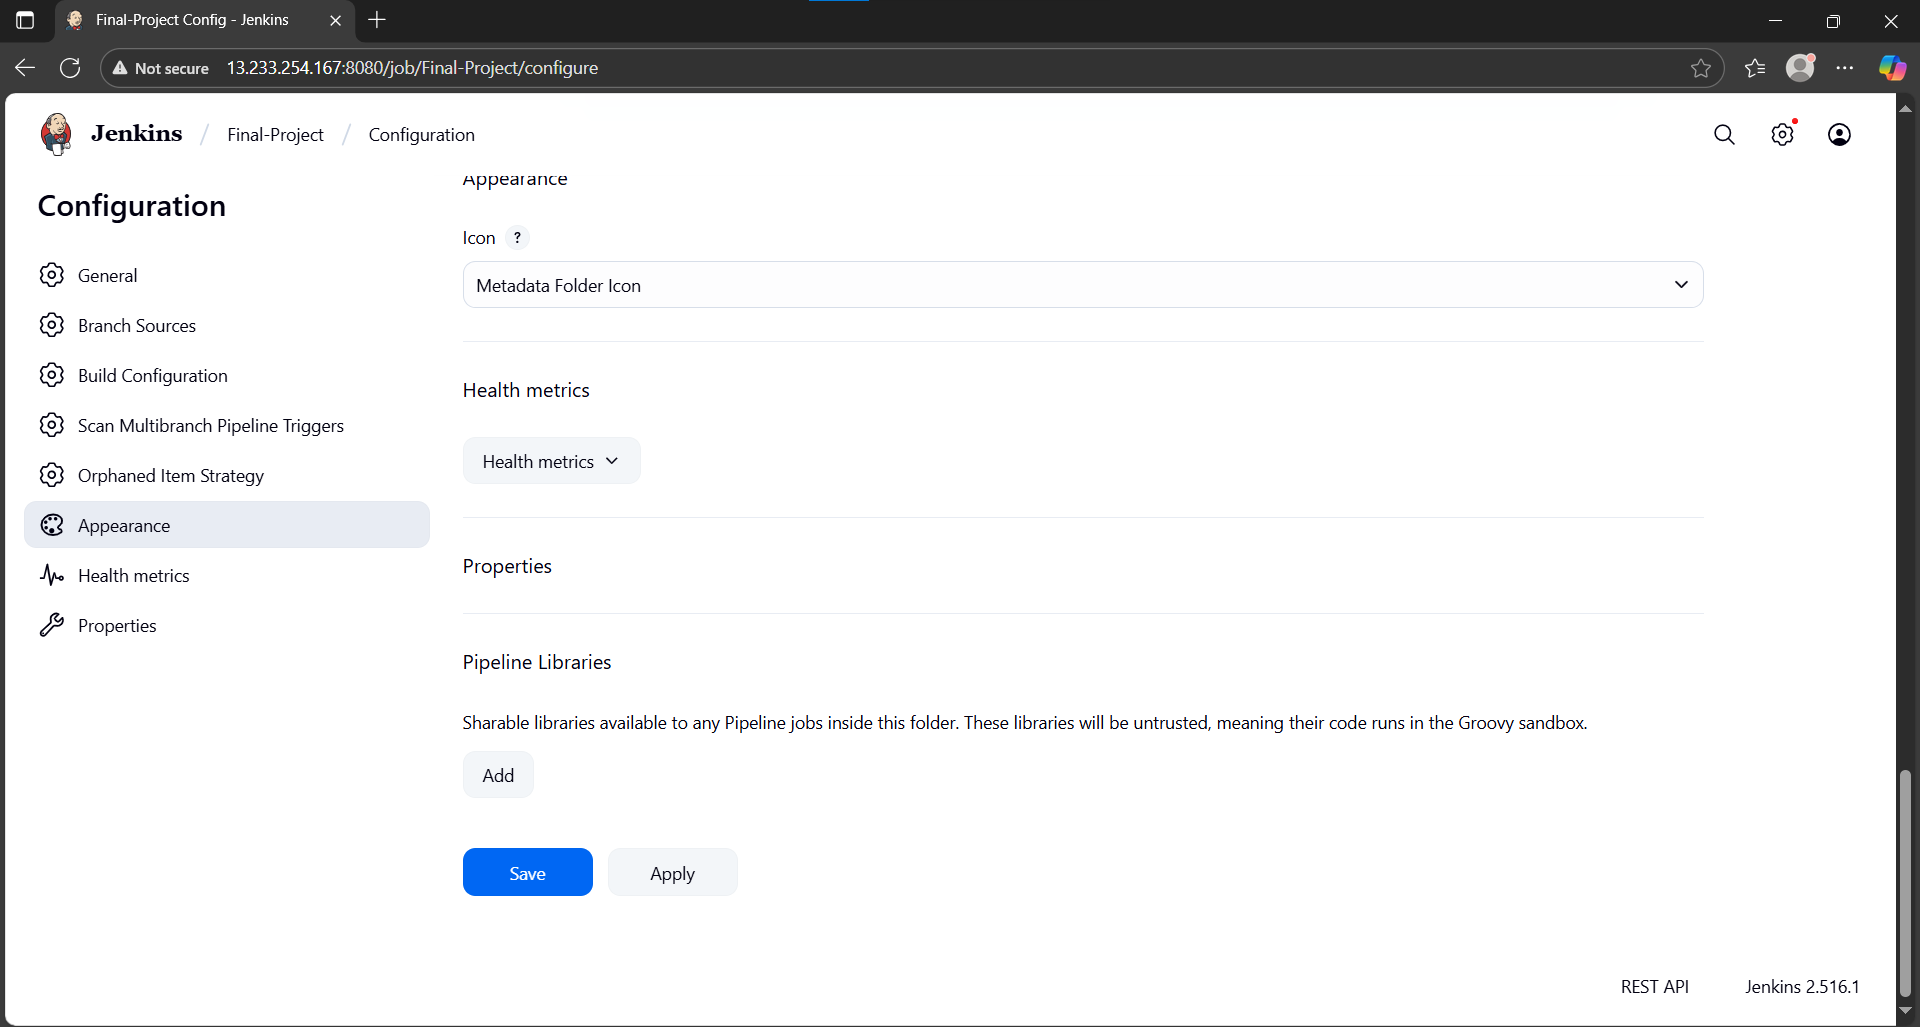 Final-Project Config - Jenkins
Not secure 13.233.254.167:8080/job/Final-Project/configure
Jenkins / Final-Project / Configuration
Configuration
General
Branch Sources
Build Configuration
Scan Multibranch Pipeline Triggers
Orphaned Item Strategy
Appearance
Health metrics
Properties
Appearance
Icon ?
Metadata Folder Icon
Health metrics
Health metrics
Properties
Pipeline Libraries
Sharable libraries available to any Pipeline jobs inside this folder. These libraries will be untrusted, meaning their code runs in the Groovy sandbox.
Add
Save Apply
REST API Jenkins 2.516.1